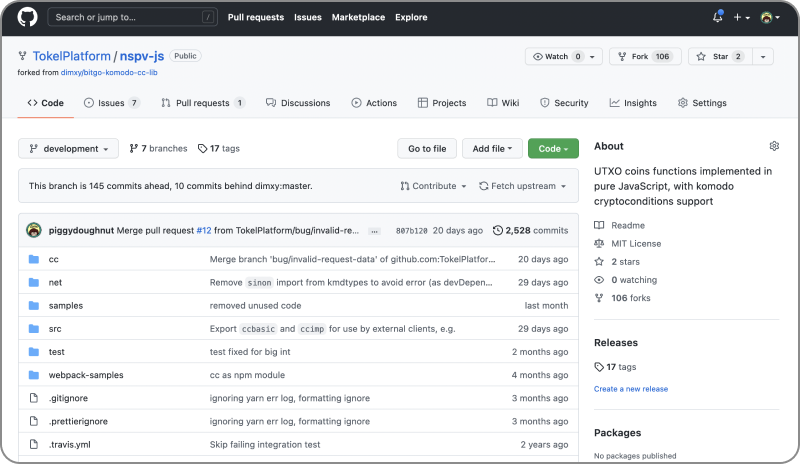 Search or jump to... /
Pull requests Issues Marketplace Explore
TokelPlatform / nspv-js Public
forked from dimxy/bitgo-komodo-cc-lib
Watch 0 Fork 106 Star 2
Code Issues 7 Pull requests 1 Discussions Actions Projects Wiki Security Insights Settings
development 7 branches 17 tags Go to file Add file Code
This branch is 145 commits ahead, 10 commits behind dimxy:master. Contribute Fetch upstream
piggydoughnut Merge pull request #12 from TokelPlatform/bug/invalid-re... ... 807b120 20 days ago 2,528 commits
cc Merge branch 'bug/invalid-request-data' of github.com:TokelPlatfor... 20 days ago
net Remove sinon import from kmdtypes to avoid error (as devDepen... 29 days ago
samples removed unused code last month
src Export ccbasic and ccimp for use by external clients, e.g. 29 days ago
test test fixed for big int 2 months ago
webpack-samples cc as npm module 4 months ago
.gitignore ignoring yarn err log, formatting ignore 3 months ago
.prettierignore ignoring yarn err log, formatting ignore 3 months ago
.travis.yml Skip failing integration test 2 years ago
About
UTXO coins functions implemented in
pure JavaScript, with komodo
cryptoconditions support
Readme
MIT License
2 stars
0 watching
106 forks
Releases
17 tags
Create a new release
Packages
No packages published